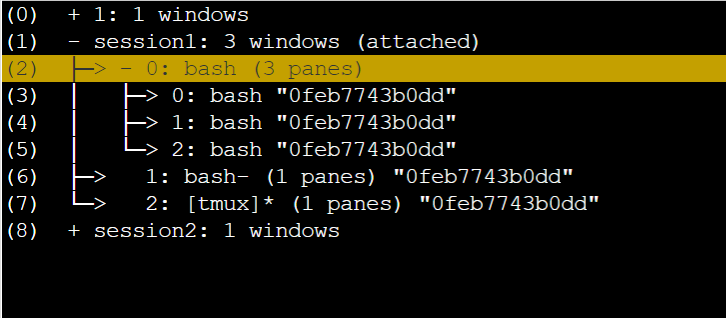 (0)  + 1: 1 windows
(1)  - session1: 3 windows (attached)
(2)  ├─> - 0: bash (3 panes)
(3)  │   ├─> 0: bash "0feb7743b0dd"
(4)  │   ├─> 1: bash "0feb7743b0dd"
(5)  │   └─> 2: bash "0feb7743b0dd"
(6)  ├─>   1: bash- (1 panes) "0feb7743b0dd"
(7)  └─>   2: [tmux]* (1 panes) "0feb7743b0dd"
(8)  + session2: 1 windows